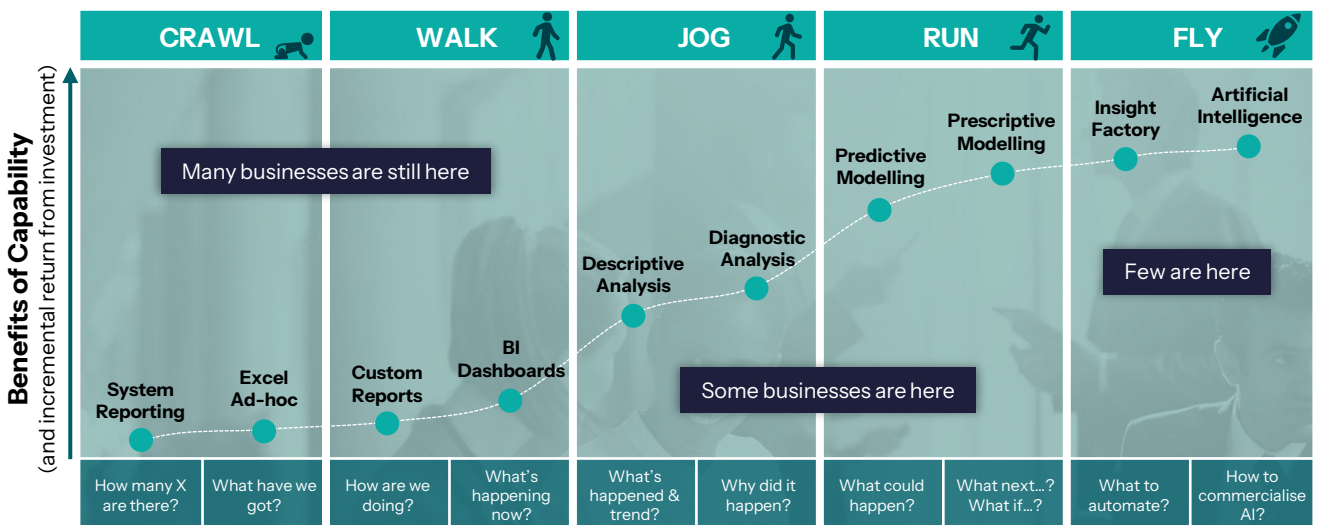 CRAWL
WALK
JOG
RUN
FLY
Benefits of Capability
(and incremental return from investment)
Many businesses are still here
System
Reporting
Excel
Ad-hoc
Custom
Reports
BI
Dashboards
Descriptive
Analysis
Diagnostic
Analysis
Predictive
Modelling
Prescriptive
Modelling
Insight
Factory
Artificial
Intelligence
Some businesses are here
Few are here
How many X
are there?
What have we
got?
How are we
doing?
What's
happening
now?
What's
happened &
trend?
Why did it
happen?
What could
happen?
What next...?
What if...?
What to
automate?
How to
commercialise
AI?